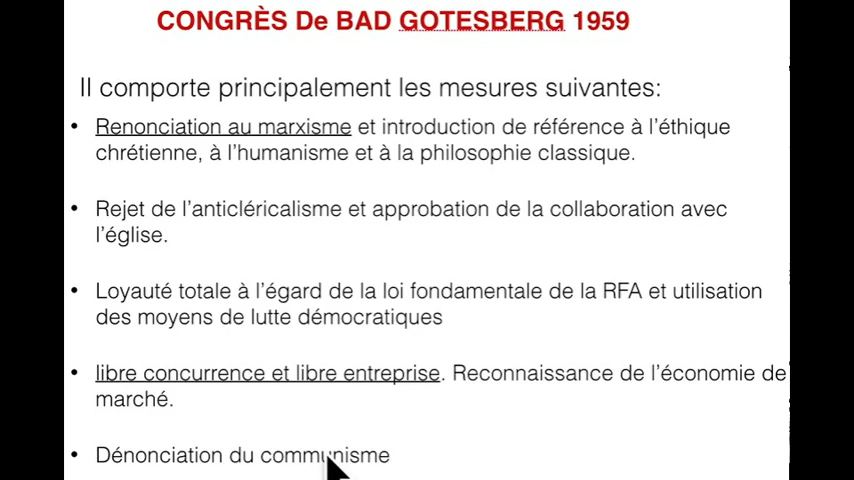 CONGRÈS De BAD GOTESBERG 1959
Il comporte principalement les mesures suivantes:
• Renonciation au marxisme et introduction de référence à l'éthique
chrétienne, à l'humanisme et à la philosophie classique.
• Rejet de l'anticléricalisme et approbation de la collaboration avec
l'église.
• Loyauté totale à l'égard de la loi fondamentale de la RFA et utilisation
des moyens de lutte démocratiques
• libre concurrence et libre entreprise. Reconnaissance de l'économie de
marché.
• Dénonciation du communisme